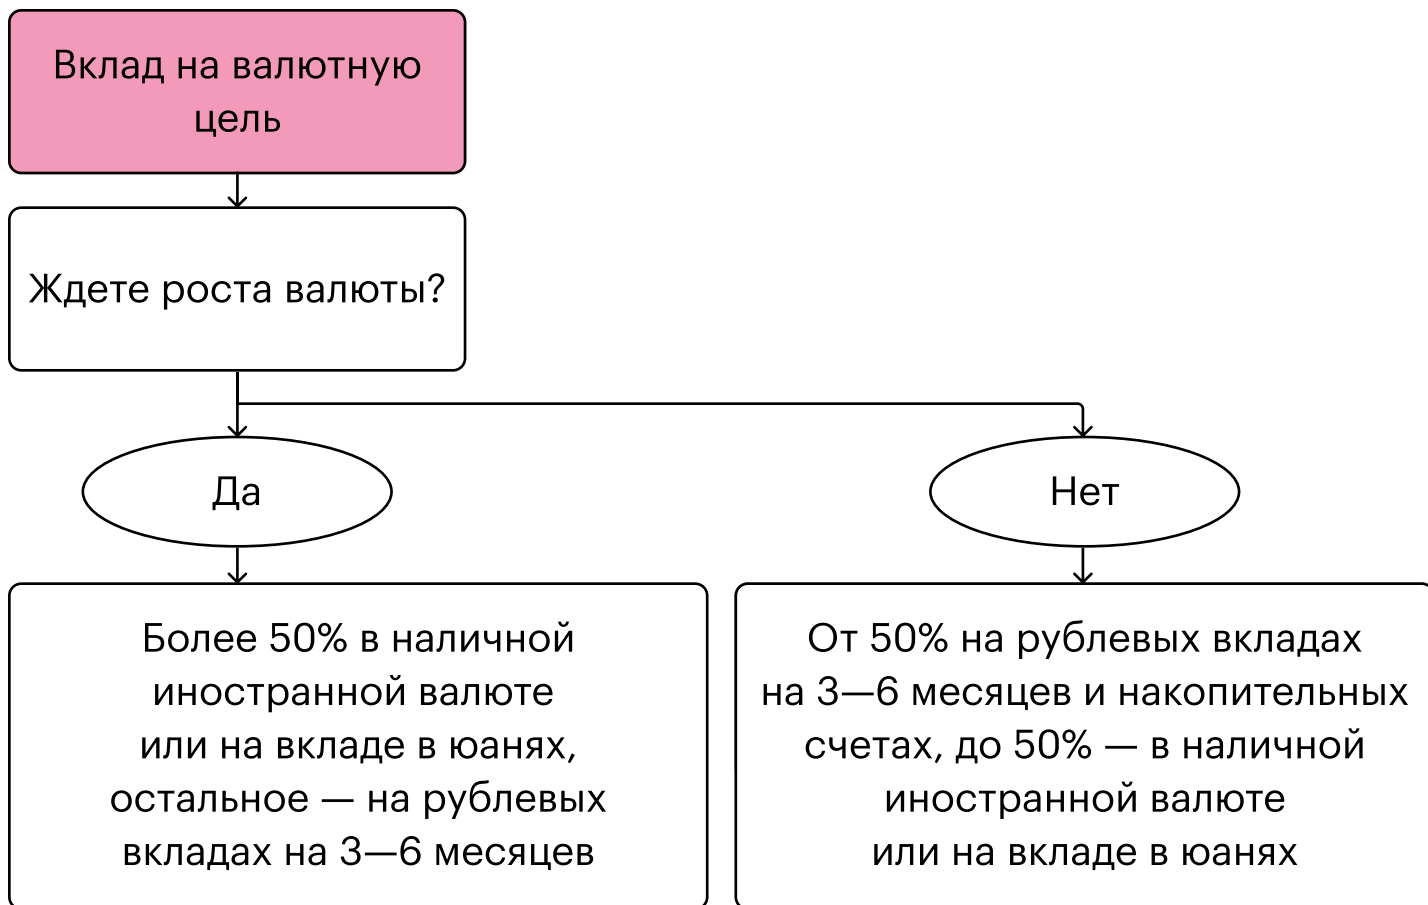 Вклад на валютную
цель
Ждете роста валюты?
Да
Нет
Более 50% в наличной
иностранной валюте
или на вкладе в юанях,
остальное — на рублевых
вкладах на 3—6 месяцев
От 50% на рублевых вкладах
на 3—6 месяцев и накопительных
счетах, до 50% — в наличной
иностранной валюте
или на вкладе в юанях